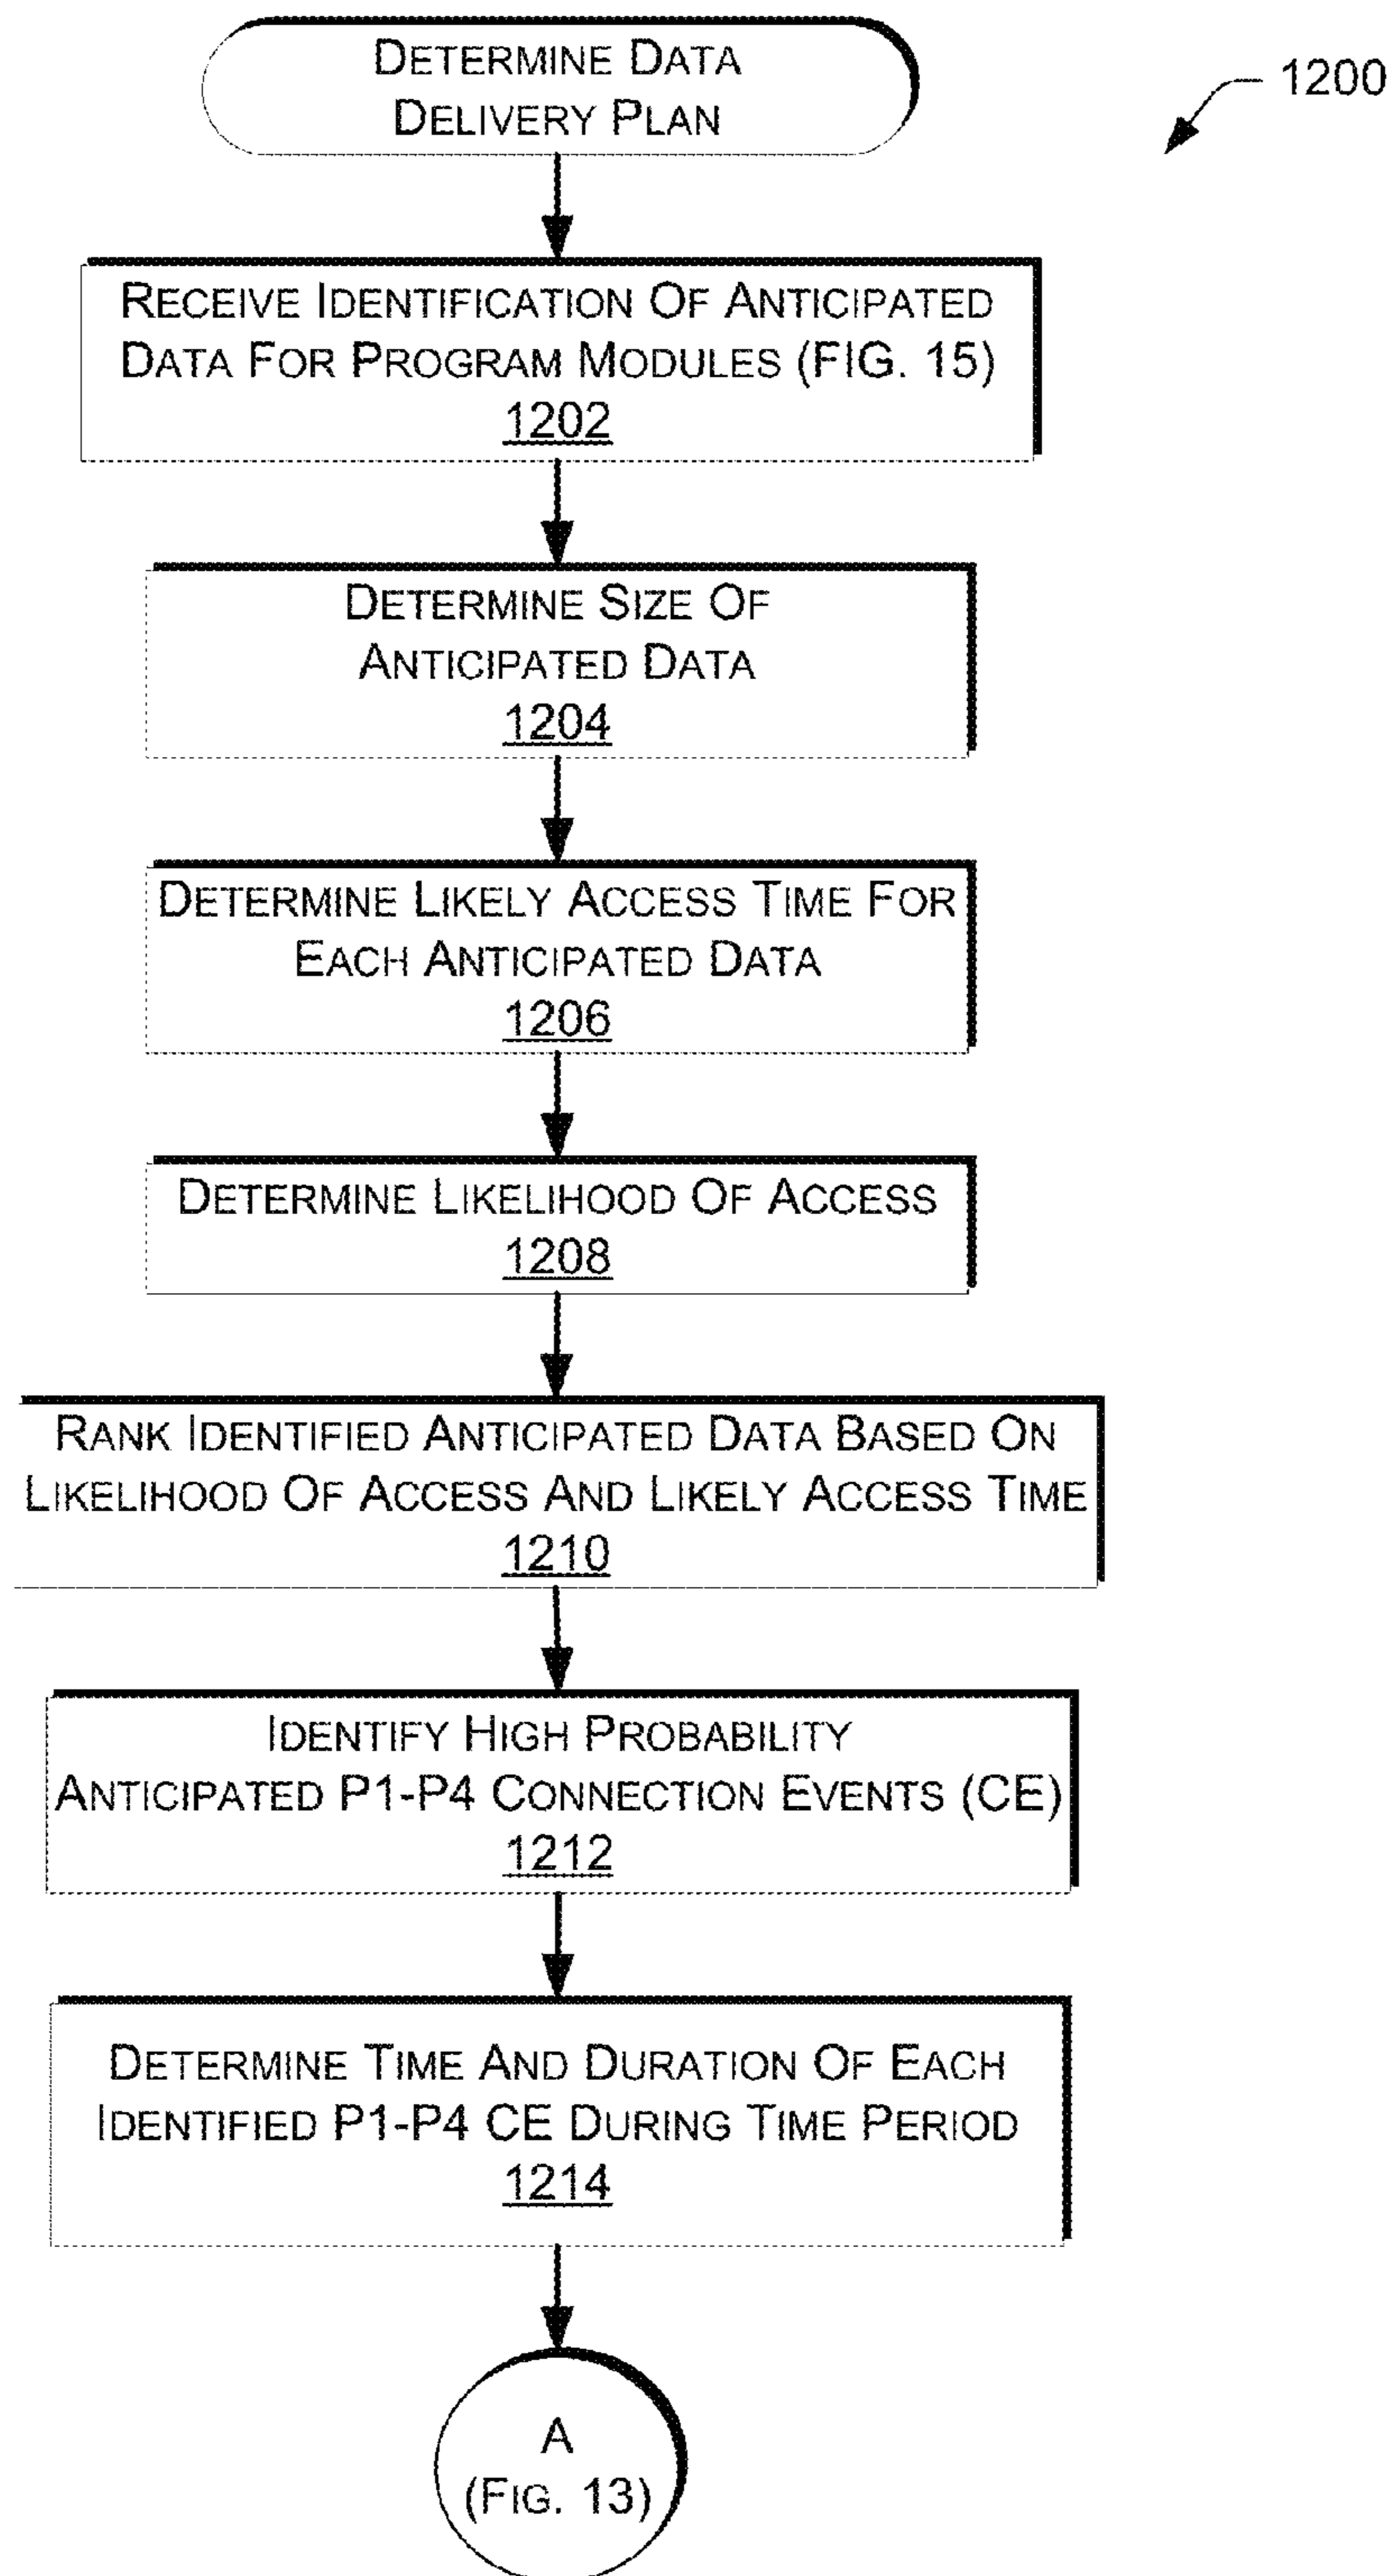 DETERMINE DATA
DELIVERY PLAN
1200
RECEIVE IDENTIFICATION OF ANTICIPATED
DATA FOR PROGRAM MODULES (FIG. 15)
1202
DETERMINE SIZE OF
ANTICIPATED DATA
1204
DETERMINE LIKELY ACCESS TIME FOR
EACH ANTICIPATED DATA
1206
DETERMINE LIKELIHOOD OF ACCESS
1208
RANK IDENTIFIED ANTICIPATED DATA BASED ON
LIKELIHOOD OF ACCESS AND LIKELY ACCESS TIME
1210
IDENTIFY HIGH PROBABILITY
ANTICIPATED P1-P4 CONNECTION EVENTS (CE)
1212
DETERMINE TIME AND DURATION OF EACH
IDENTIFIED P1-P4 CE DURING TIME PERIOD
1214
A
(FIG. 13)